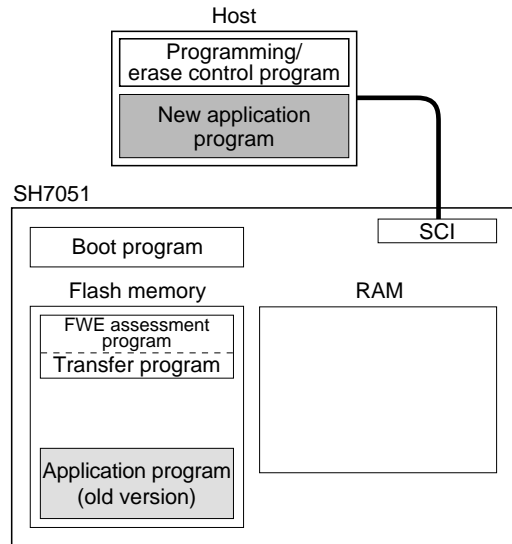 Host
Programming/
erase control program
New application
program
SH7051
SCI
Boot program
Flash memory
RAM
FWE assessment
program
Transfer program
Application program
(old version)